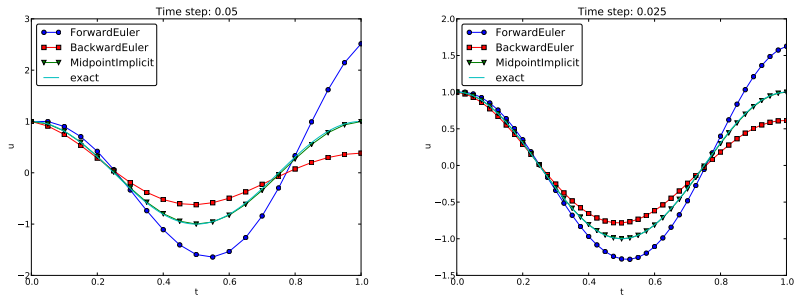 Time step: 0.05
3
2
1
0
−1
−2
u
ForwardEuler
BackwardEuler
MidpointImplicit
exact
0.0 0.2 0.4 0.6 0.8 1.0
t
Time step: 0.025
2.0
1.5
1.0
0.5
0.0
−0.5
−1.0
−1.5
u
ForwardEuler
BackwardEuler
MidpointImplicit
exact
0.0 0.2 0.4 0.6 0.8 1.0
t